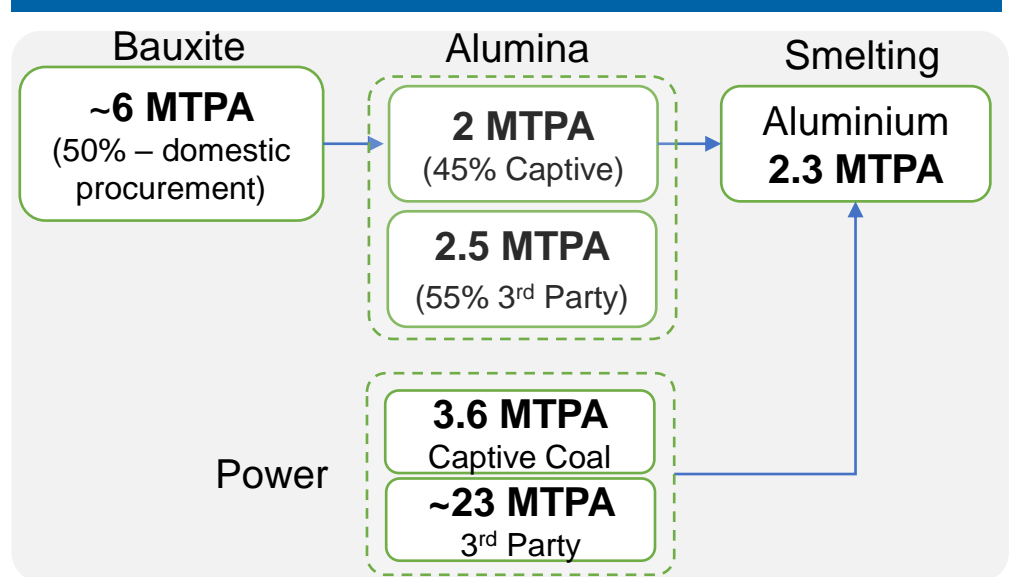 Bauxite
~6 MTPA
(50% – domestic
procurement)
Alumina
2 MTPA
(45% Captive)
2.5 MTPA
(55% 3rd Party)
Smelting
Aluminium
2.3 MTPA
Power
3.6 MTPA
Captive Coal
~23 MTPA
3rd Party